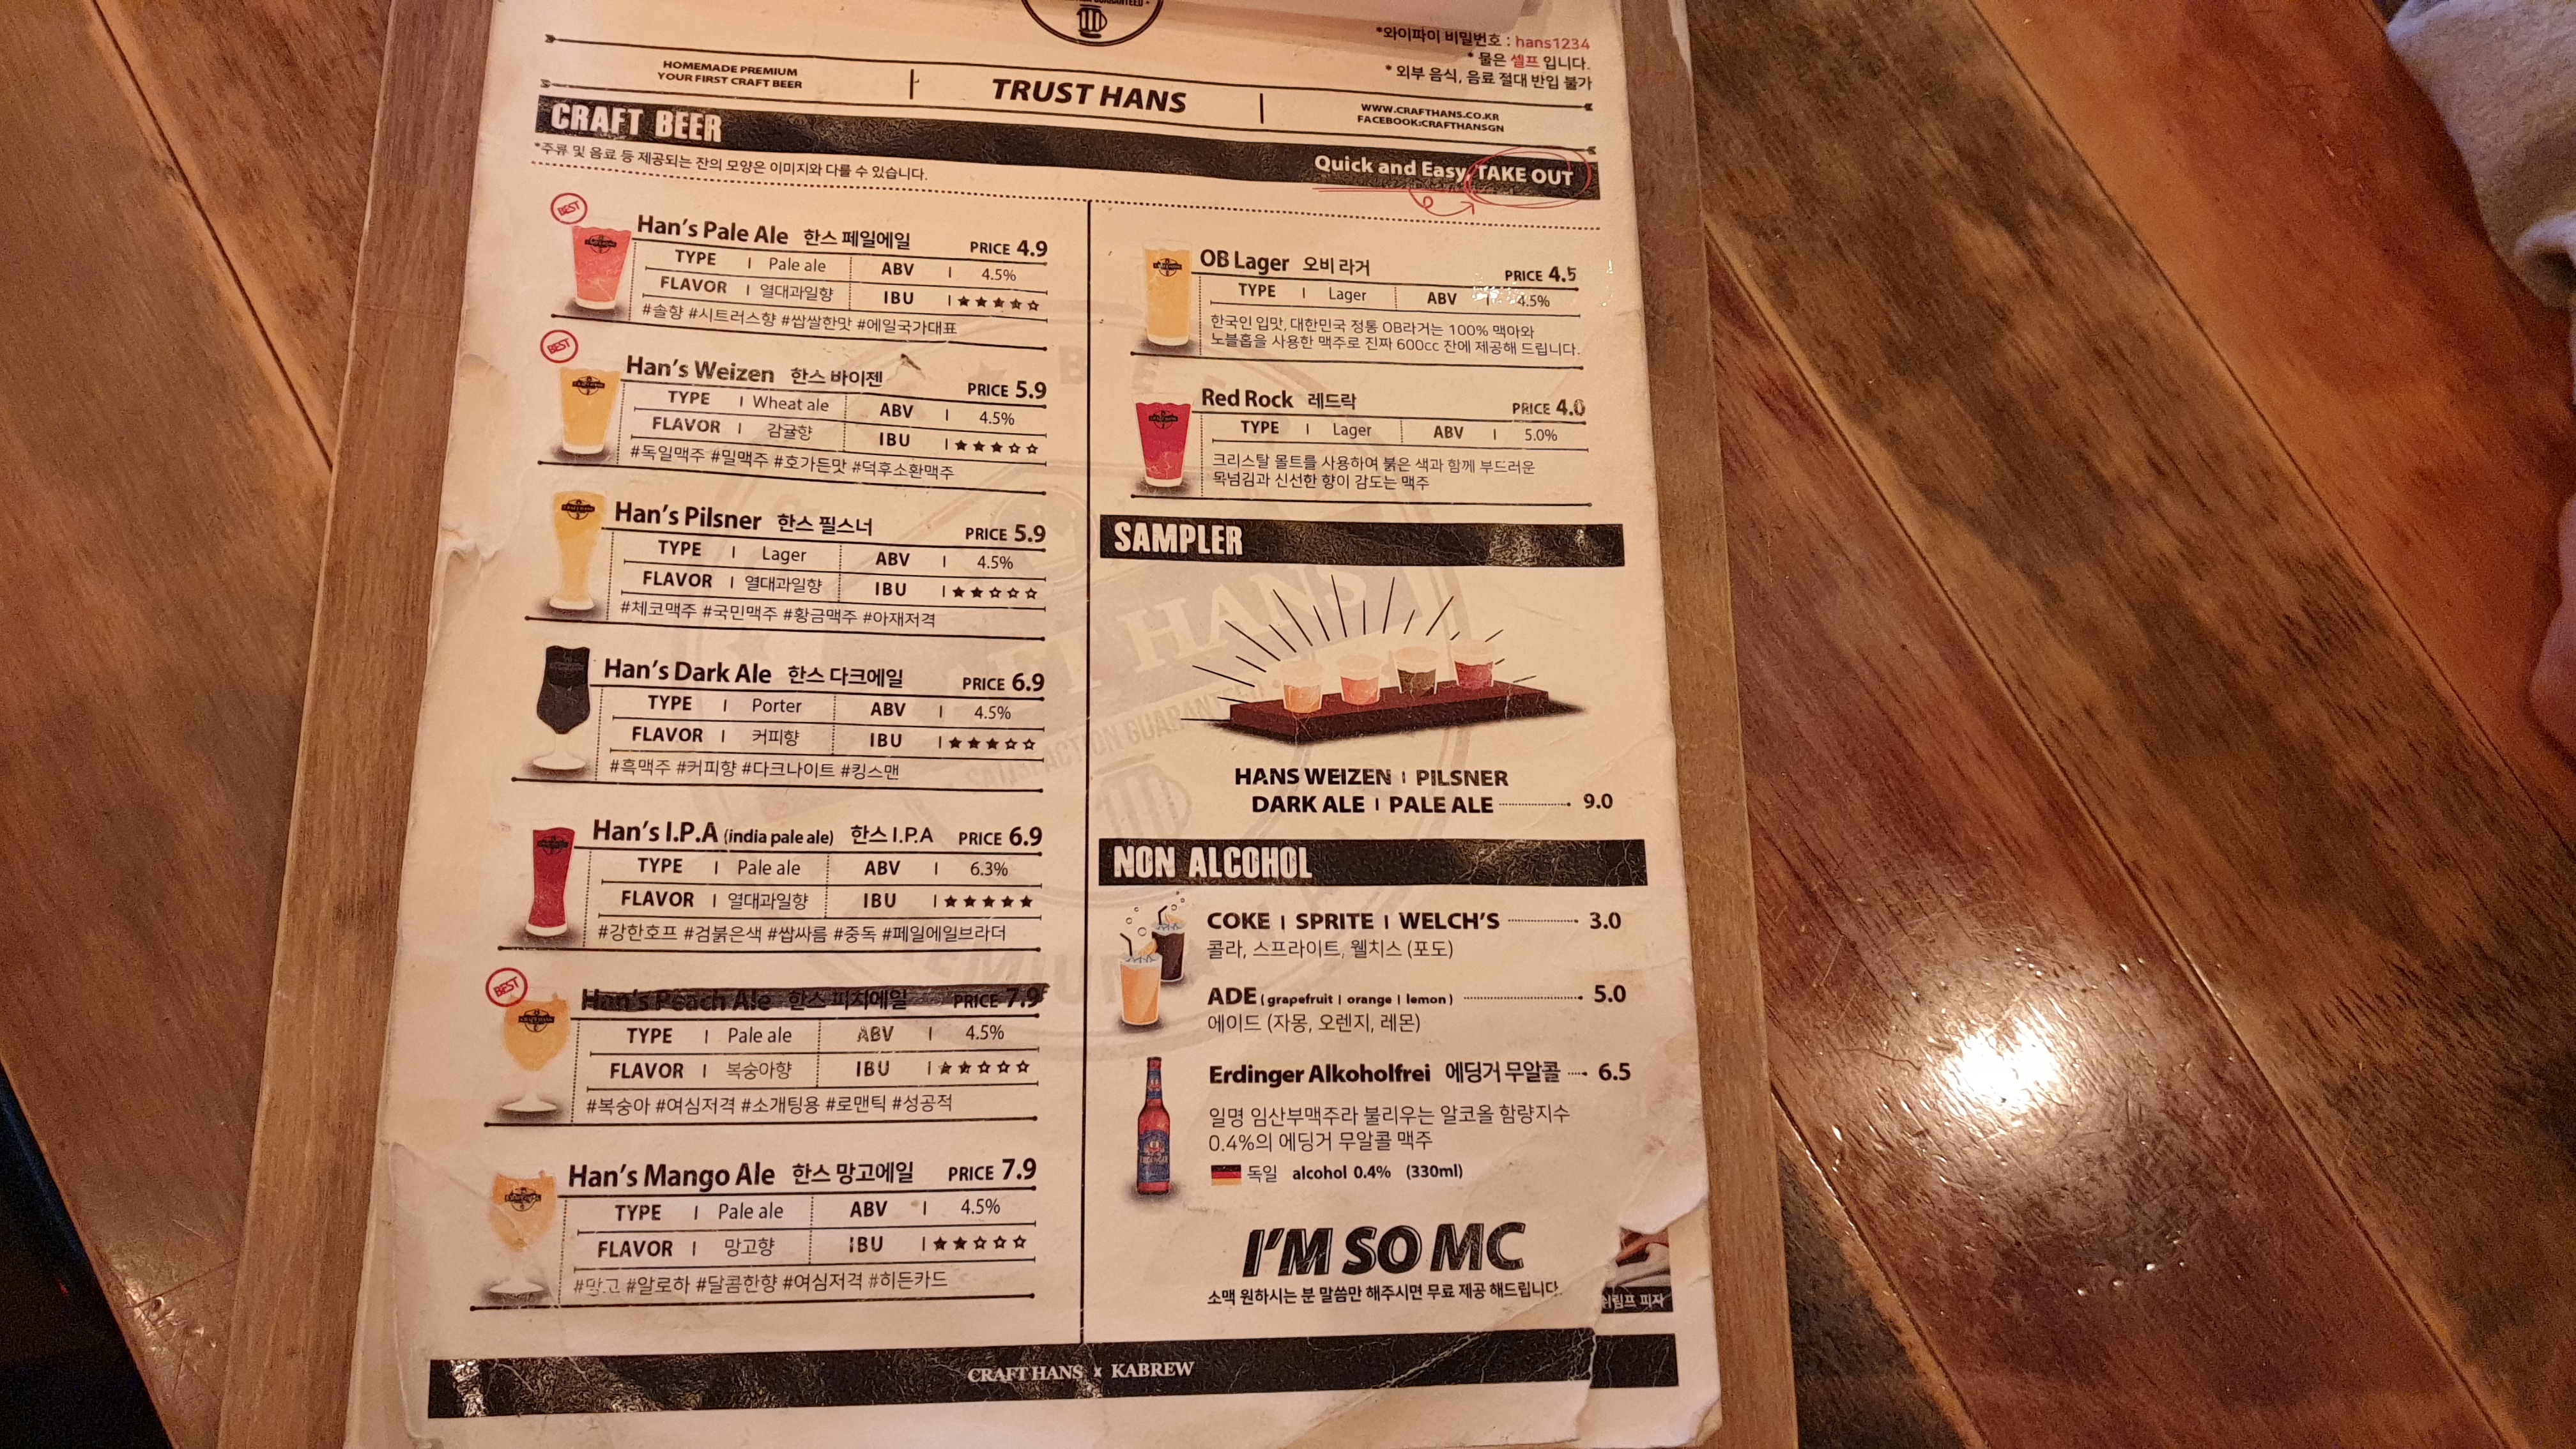 *와이파이 비밀번호 : hans1234
* 물은 셀프 입니다.
* 외부 음식, 음료 절대 반입 불가
HOMEMADE PREMIUM
YOUR FIRST CRAFT BEER
TRUST HANS
WWW.CRAFTHANS.CO.KR
FACEBOOK:CRAFTHANSGN
CRAFT BEER
Quick and Easy TAKE OUT
*주류 및 음료 등 제공되는 잔의 모양은 이미지와 다를 수 있습니다.
BEST
Han's Pale Ale 한스 페일에일 PRICE 4.9
TYPE | Pale ale ABV | 4.5%
FLAVOR | 열대과일향 IBU | ★★★★☆
#솔향 #시트러스향 #쌉쌀한맛 #에일국가대표
BEST
Han's Weizen 한스 바이젠 PRICE 5.9
TYPE | Wheat ale ABV | 4.5%
FLAVOR | 감귤향 IBU | ★☆☆☆☆
#독일맥주 #밀맥주 #호가든맛 #덕후소환맥주
Han's Pilsner 한스 필스너 PRICE 5.9
TYPE | Lager ABV | 4.5%
FLAVOR | 열대과일향 IBU | ★★☆☆☆
#체코맥주 #국민맥주 #황금맥주 #아재저격
Han's Dark Ale 한스 다크에일 PRICE 6.9
TYPE | Porter ABV | 4.5%
FLAVOR | 커피향 IBU | ★★★☆☆
#흑맥주 #커피향 #다크나이트 #킹스맨
Han's I.P.A (india pale ale) 한스 I.P.A PRICE 6.9
TYPE | Pale ale ABV | 6.3%
FLAVOR | 열대과일향 IBU | ★★★★★
#강한호프 #검붉은색 #쌉싸름 #중독 #페일에일브라더
BEST
Han's Peach Ale 한스 피치에일 PRICE 7.9
TYPE | Pale ale ABV | 4.5%
FLAVOR | 복숭아향 IBU | ★☆☆☆☆
#복숭아 #여심저격 #소개팅용 #로맨틱 #성공적
Han's Mango Ale 한스 망고에일 PRICE 7.9
TYPE | Pale ale ABV | 4.5%
FLAVOR | 망고향 IBU | ★★☆☆☆
#망고 #알로하 #달콤한향 #여심저격 #히든카드
OB Lager 오비 라거 PRICE 4.5
TYPE | Lager ABV | 4.5%
한국인 입맛, 대한민국 정통 OB라거는 100% 맥아와
노블홉을 사용한 맥주로 진짜 600cc 잔에 제공해 드립니다.
Red Rock 레드락 PRICE 4.0
TYPE | Lager ABV | 5.0%
크리스탈 몰트를 사용하여 붉은 색과 함께 부드러운
목넘김과 신선한 향이 감도는 맥주
SAMPLER
HANS WEIZEN | PILSNER
DARK ALE | PALE ALE 9.0
NON ALCOHOL
COKE | SPRITE | WELCH'S 3.0
콜라, 스프라이트, 웰치스 (포도)
ADE (grapefruit | orange | lemon) 5.0
에이드 (자몽, 오렌지, 레몬)
Erdinger Alkoholfrei 에딩거 무알콜 6.5
일명 임산부맥주라 불리우는 알코올 함량지수
0.4%의 에딩거 무알콜 맥주
독일 alcohol 0.4% (330ml)
I'M SO MC
소맥 원하시는 분 말씀만 해주시면 무료 제공 해드립니다.
CRAFTHANS x KABREW